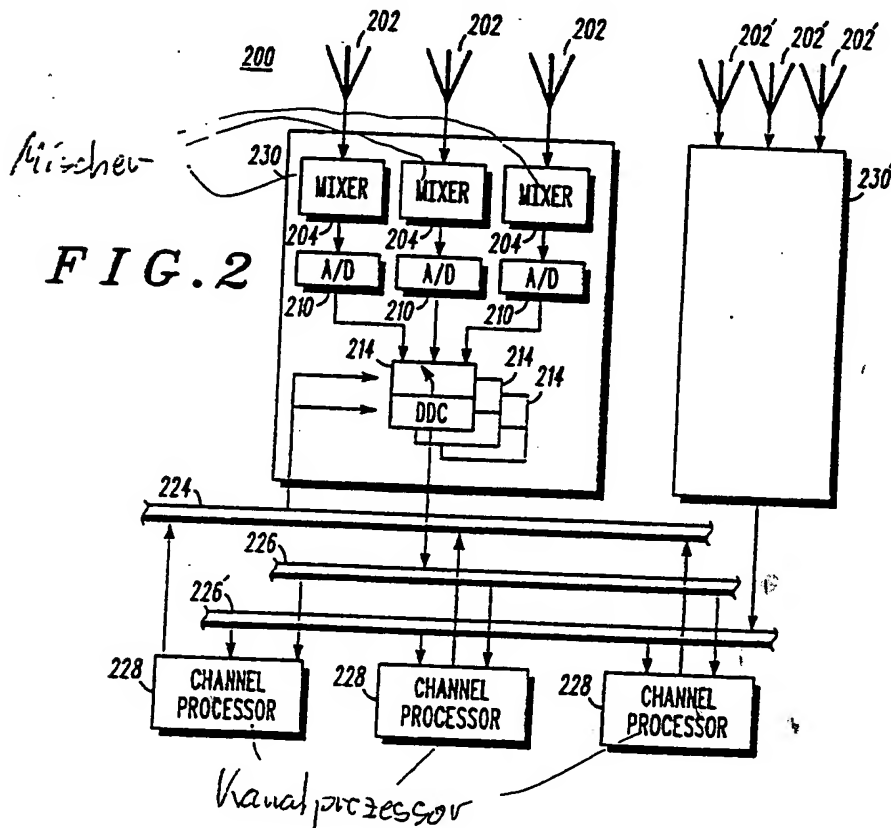 202 202 202 202' 202' 202'
200
Mischer
230 MIXER MIXER MIXER 230'
204 204 204
FIG.2
A/D A/D A/D
210 210 210
214 214 214
DDC
224
226
226'
228 CHANNEL PROCESSOR 228 CHANNEL PROCESSOR 228 CHANNEL PROCESSOR
Kanalprozessor